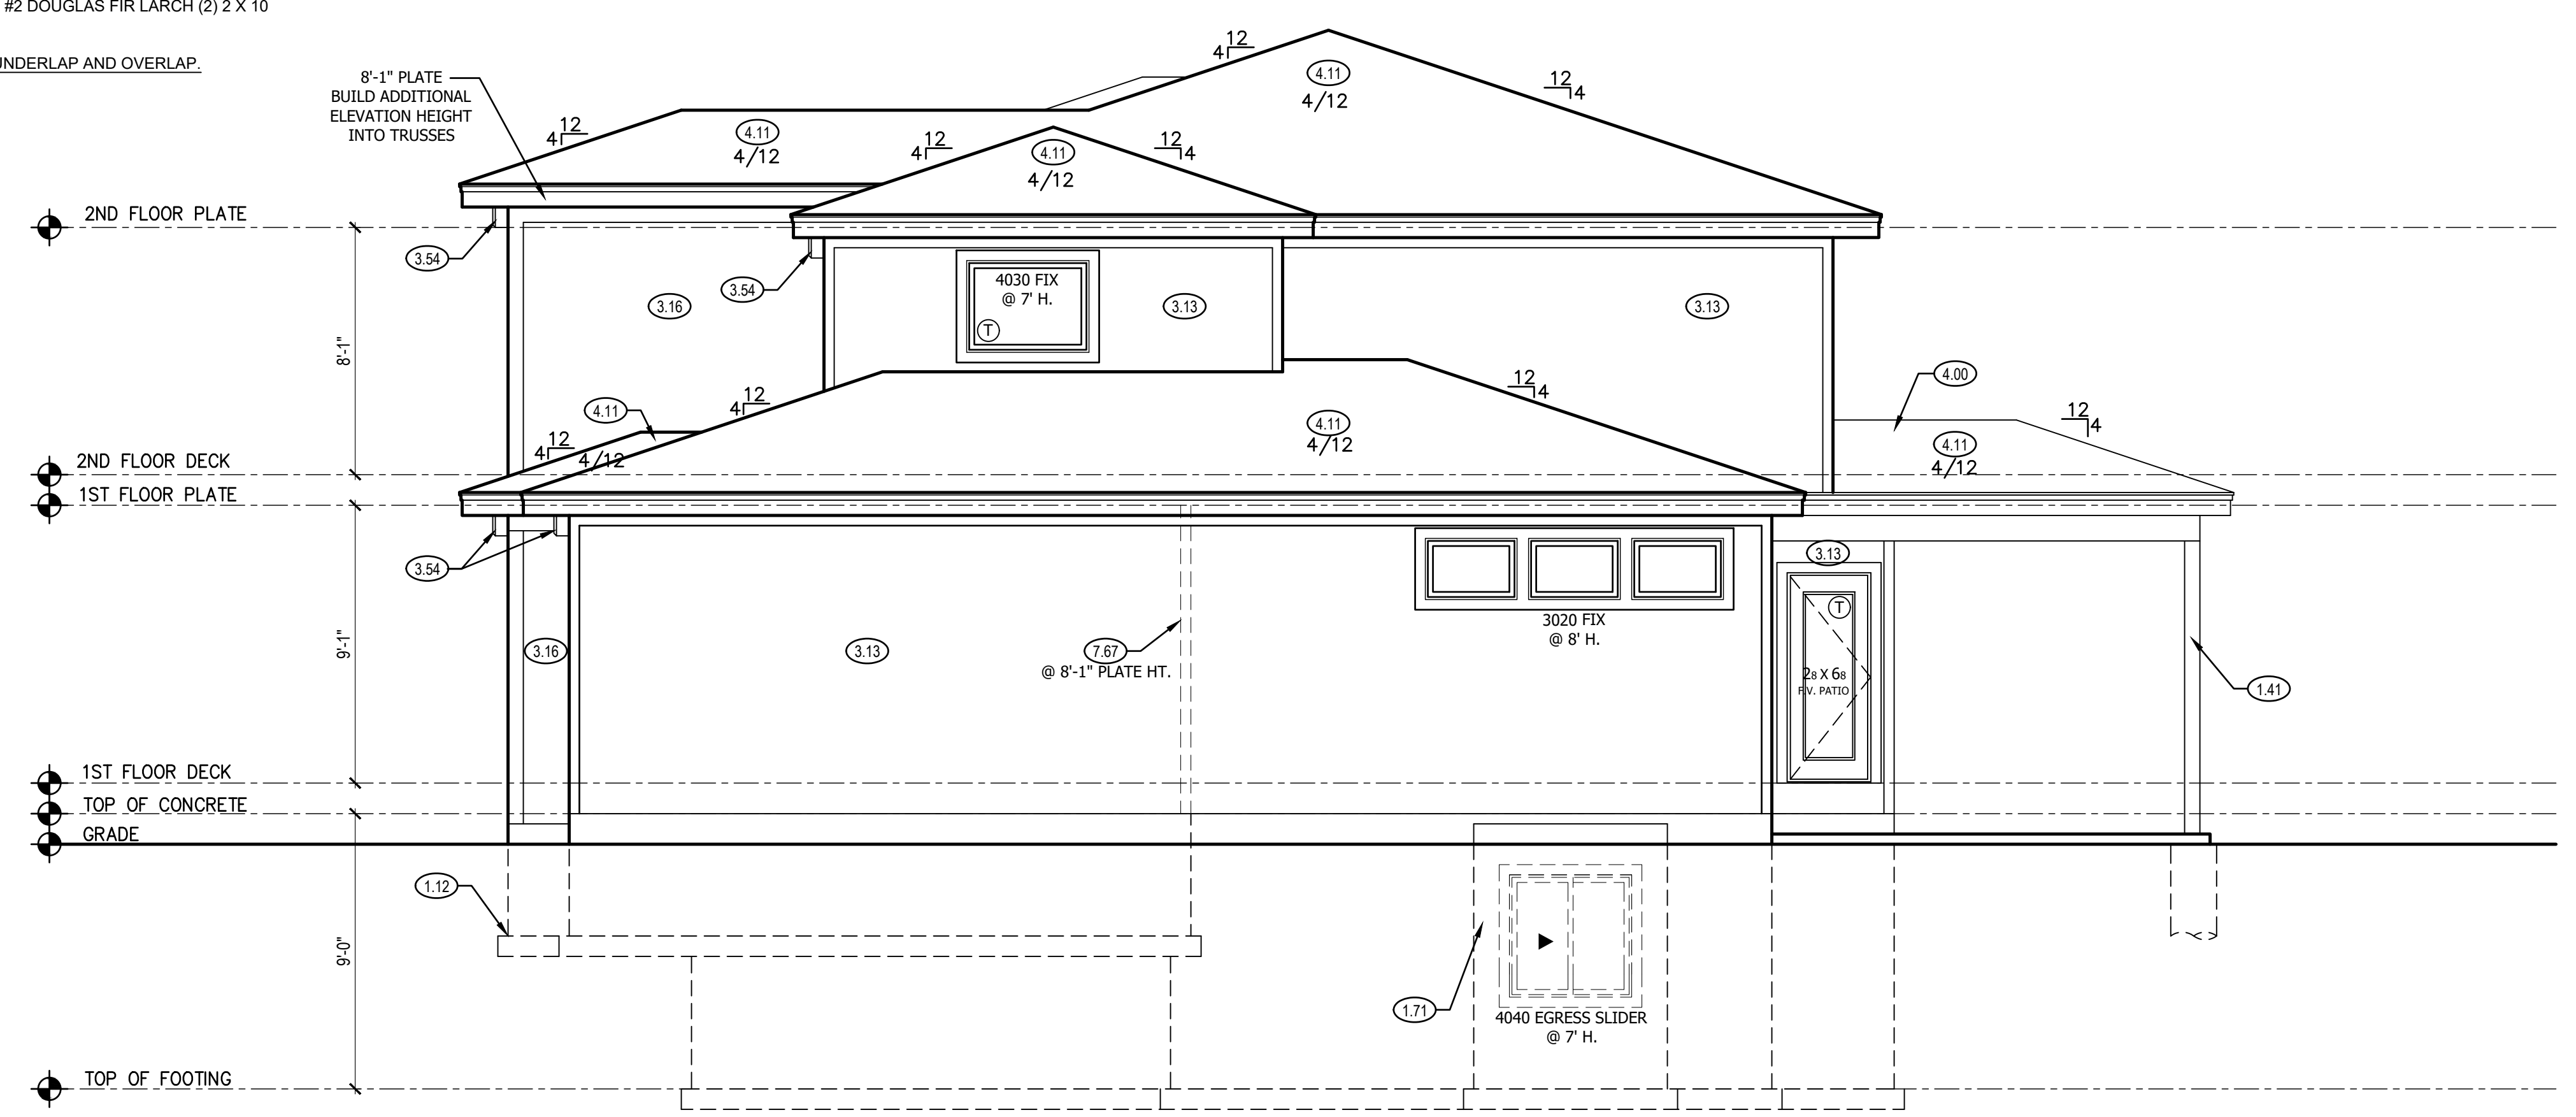 #2 DOUGLAS FIR LARCH (2) 2 X 10
UNDERLAP AND OVERLAP.
8'-1" PLATE
BUILD ADDITIONAL
ELEVATION HEIGHT
INTO TRUSSES
12
4
12
4
4.11
4/12
12
4
4.11
4/12
12
4
12
4
4.11
4/12
2ND FLOOR PLATE
3.54
3.54
3.16
4030 FIX
@ 7' H.
T
3.13
3.13
8'-1"
4.00
12
4
12
4
4.11
12
4
4.11
4/12
12
4
4.11
4/12
4/12
2ND FLOOR DECK
1ST FLOOR PLATE
3.54
3.13
T
3020 FIX
@ 8' H.
9'-1"
3.16
3.13
7.67
@ 8'-1" PLATE HT.
28 X 68
F.V. PATIO
1.41
1ST FLOOR DECK
TOP OF CONCRETE
GRADE
1.12
9'-0"
1.71
4040 EGRESS SLIDER
@ 7' H.
TOP OF FOOTING